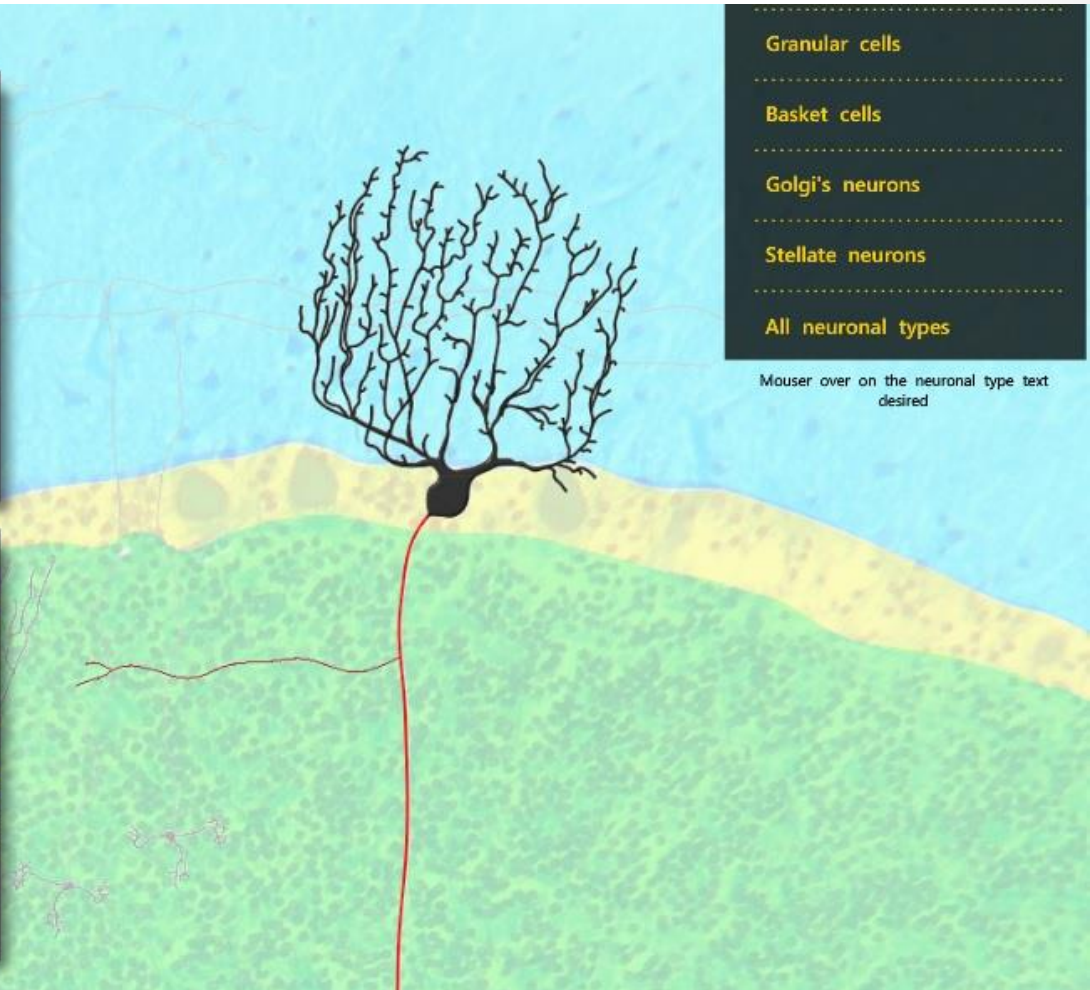 Granular cells
Basket cells
Golgi's neurons
Stellate neurons
All neuronal types
Mouser over on the neuronal type text
desired